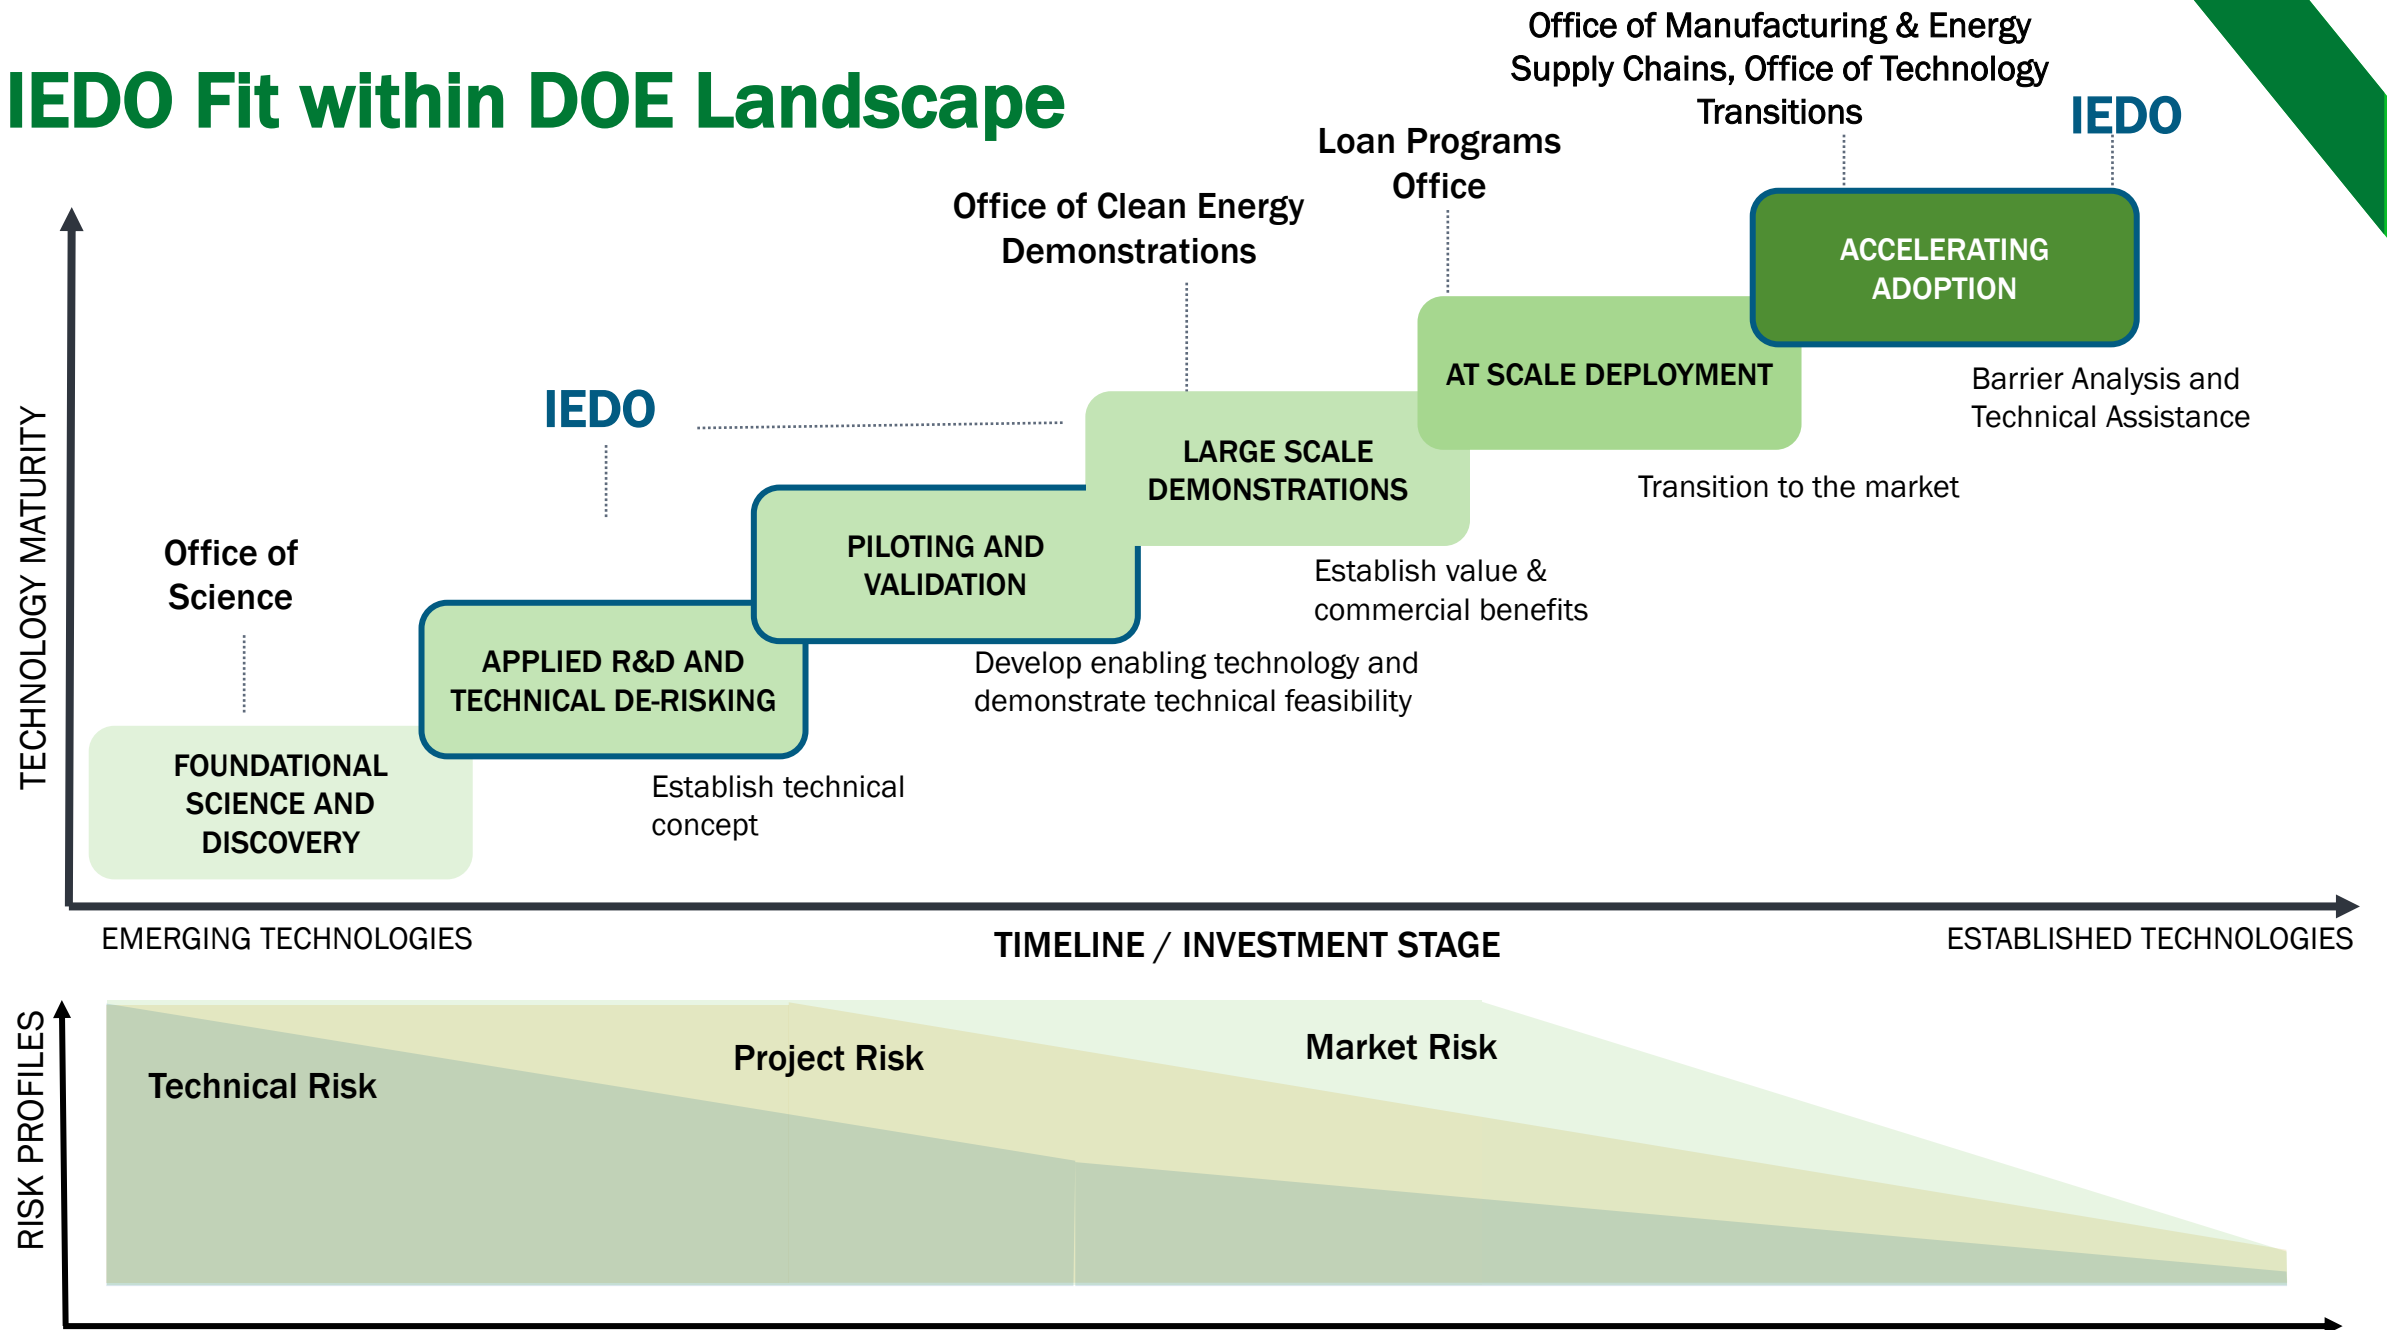 IEDO Fit within DOE Landscape
Office of Manufacturing & Energy
Supply Chains, Office of Technology
Transitions
IEDO
Loan Programs
Office
Office of Clean Energy
Demonstrations
IEDO
Office of
Science
TECHNOLOGY MATURITY
ACCELERATING
ADOPTION
Barrier Analysis and
Technical Assistance
AT SCALE DEPLOYMENT
Transition to the market
LARGE SCALE
DEMONSTRATIONS
Establish value &
commercial benefits
PILOTING AND
VALIDATION
Develop enabling technology and
demonstrate technical feasibility
APPLIED R&D AND
TECHNICAL DE-RISKING
Establish technical
concept
FOUNDATIONAL
SCIENCE AND
DISCOVERY
EMERGING TECHNOLOGIES
TIMELINE / INVESTMENT STAGE
ESTABLISHED TECHNOLOGIES
RISK PROFILES
Technical Risk
Project Risk
Market Risk